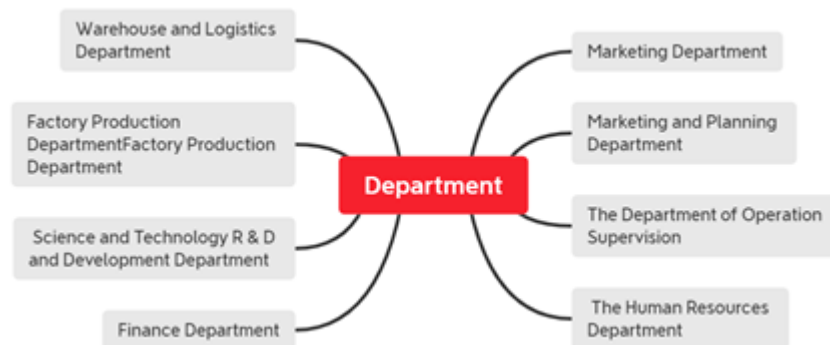 Warehouse and Logistics
Department
Factory Production
DepartmentFactory Production
Department
Science and Technology R & D
and Development Department
Finance Department
Department
Marketing Department
Marketing and Planning
Department
The Department of Operation
Supervision
The Human Resources
Department